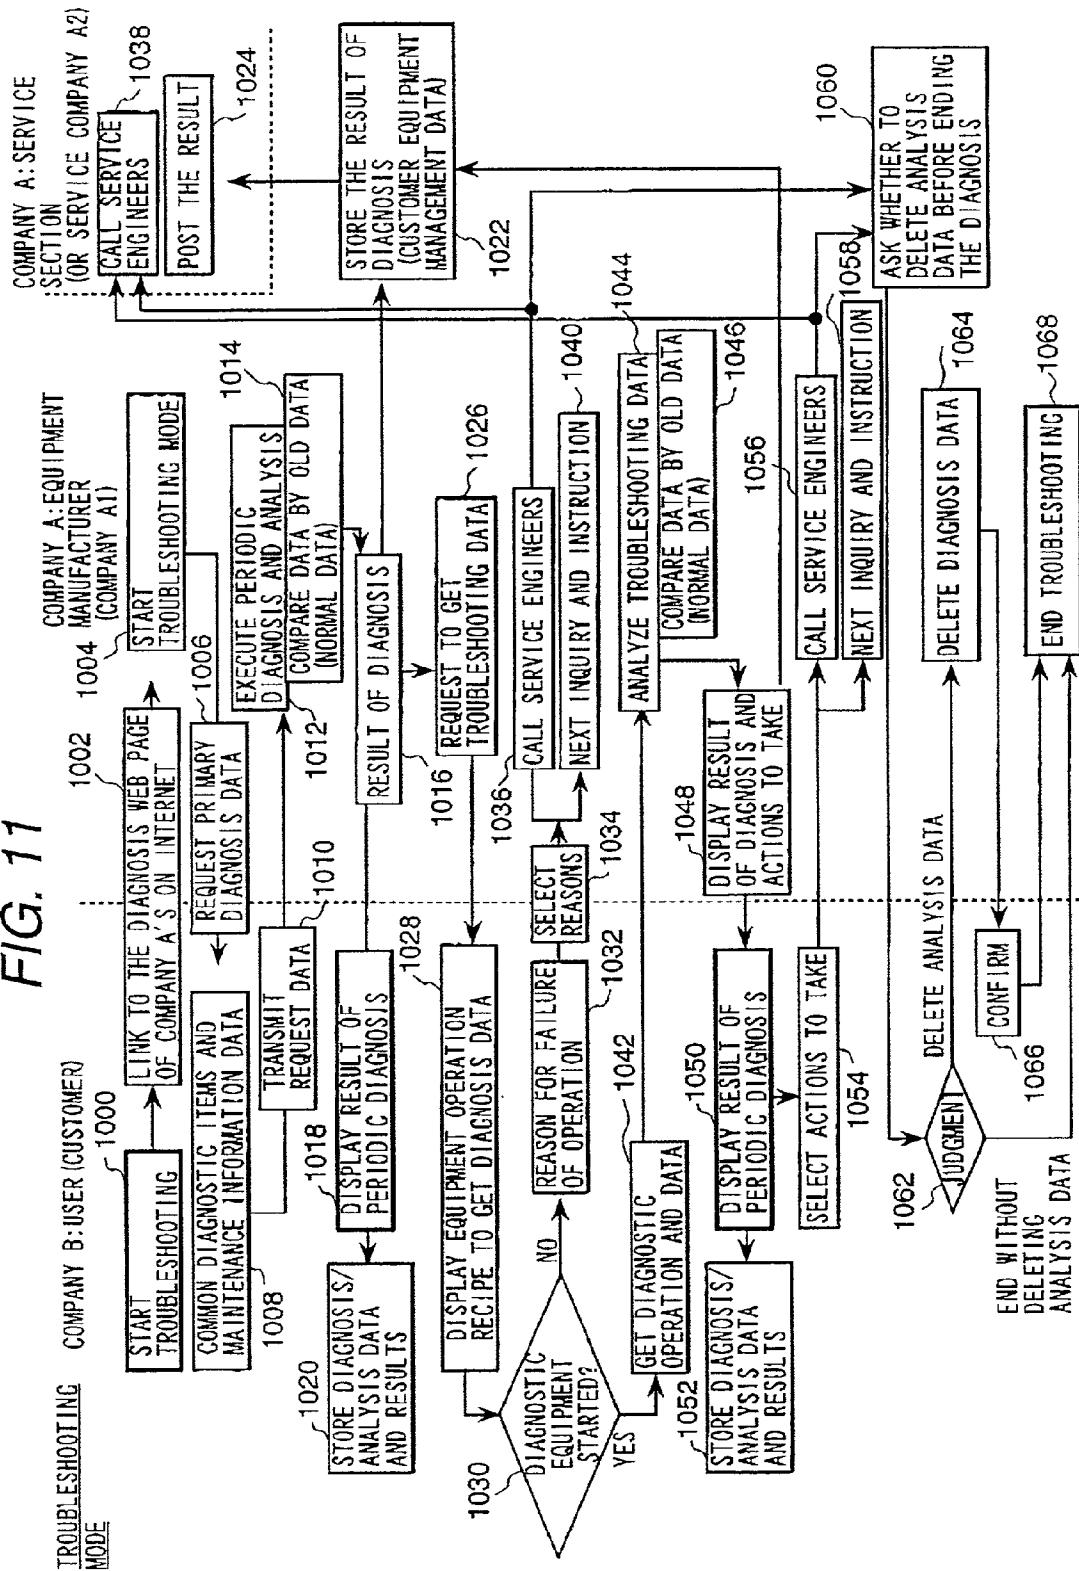 FIG. 11
TROUBLESHOOTING
MODE
COMPANY B:USER (CUSTOMER)
COMPANY A:EQUIPMENT
MANUFACTURER
(COMPANY A1)
COMPANY A:SERVICE
SECTION
(OR SERVICE COMPANY A2)
1000
START
TROUBLESHOOTING
1002
LINK TO THE DIAGNOSIS WEB PAGE
OF COMPANY A'S ON INTERNET
1004
START
TROUBLESHOOTING MODE
1006
REQUEST PRIMARY
DIAGNOSIS DATA
COMMON DIAGNOSTIC ITEMS AND
MAINTENANCE INFORMATION DATA
1008
TRANSMIT
REQUEST DATA
1010
EXECUTE PERIODIC
DIAGNOSIS AND ANALYSIS
1012
1014
COMPARE DATA BY OLD DATA
(NORMAL DATA)
RESULT OF DIAGNOSIS
1016
1018
DISPLAY RESULT OF
PERIODIC DIAGNOSIS
1020
STORE DIAGNOSIS/
ANALYSIS DATA
AND RESULTS
STORE THE RESULT OF
DIAGNOSIS
(CUSTOMER EQUIPMENT
MANAGEMENT DATA)
1022
CALL SERVICE
ENGINEERS
1038
POST THE RESULT
1024
REQUEST TO GET
TROUBLESHOOTING DATA
1026
1028
DISPLAY EQUIPMENT OPERATION
RECIPE TO GET DIAGNOSIS DATA
1030
DIAGNOSTIC
EQUIPMENT
STARTED?
NO
YES
REASON FOR FAILURE
OF OPERATION
1032
SELECT
REASONS
1034
1036
CALL SERVICE ENGINEERS
NEXT INQUIRY AND INSTRUCTION
1040
1042
GET DIAGNOSTIC
OPERATION AND DATA
1044
ANALYZE TROUBLESHOOTING DATA
COMPARE DATA BY OLD DATA
(NORMAL DATA)
1046
1048
DISPLAY RESULT
OF DIAGNOSIS AND
ACTIONS TO TAKE
1050
DISPLAY RESULT OF
PERIODIC DIAGNOSIS
1052
STORE DIAGNOSIS/
ANALYSIS DATA
AND RESULTS
SELECT ACTIONS TO TAKE
1054
1056
CALL SERVICE ENGINEERS
NEXT INQUIRY AND INSTRUCTION
1058
1060
ASK WHETHER TO
DELETE ANALYSIS
DATA BEFORE ENDING
THE DIAGNOSIS
1062
JUDGMENT
DELETE ANALYSIS DATA
DELETE DIAGNOSIS DATA
1064
CONFIRM
1066
END WITHOUT
DELETING
ANALYSIS DATA
END TROUBLESHOOTING
1068